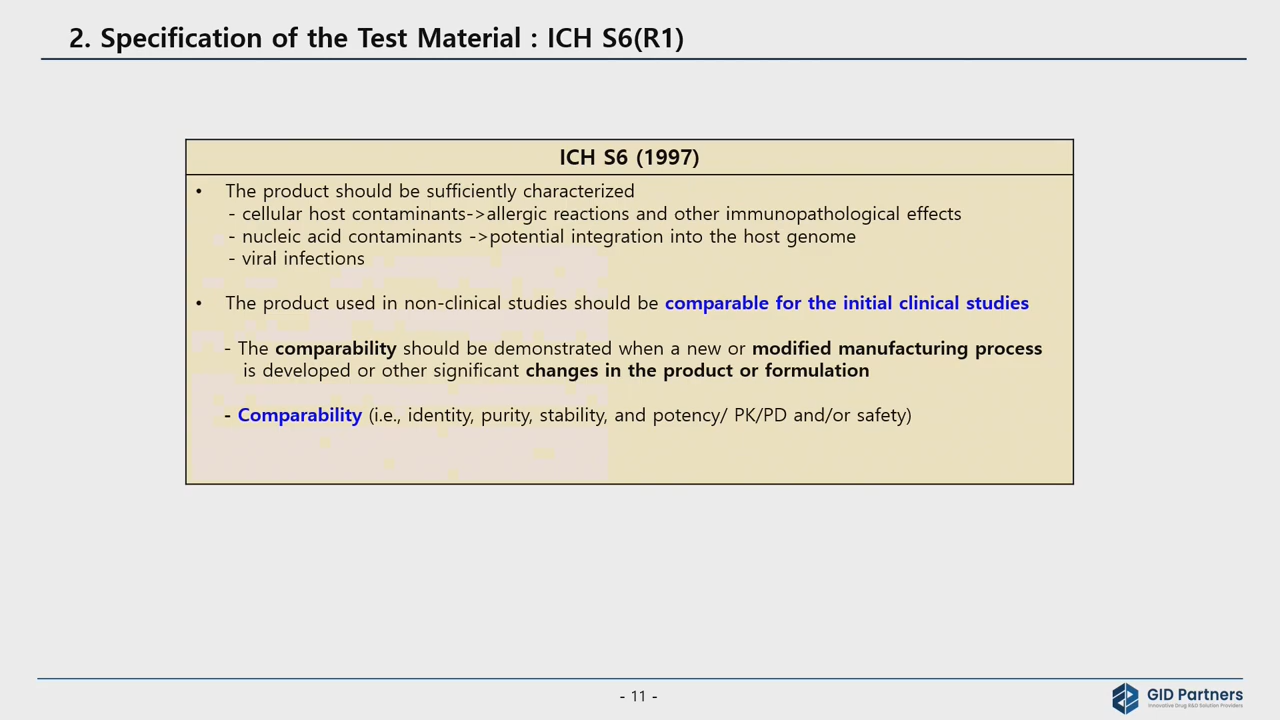 2. Specification of the Test Material : ICH S6(R1)
ICH S6 (1997)
• The product should be sufficiently characterized
- cellular host contaminants->allergic reactions and other immunopathological effects
- nucleic acid contaminants ->potential integration into the host genome
- viral infections
• The product used in non-clinical studies should be comparable for the initial clinical studies
- The comparability should be demonstrated when a new or modified manufacturing process
is developed or other significant changes in the product or formulation
- Comparability (i.e., identity, purity, stability, and potency/ PK/PD and/or safety)
- 11 -
GID Partners
Innovative Drug R&D Solution Providers